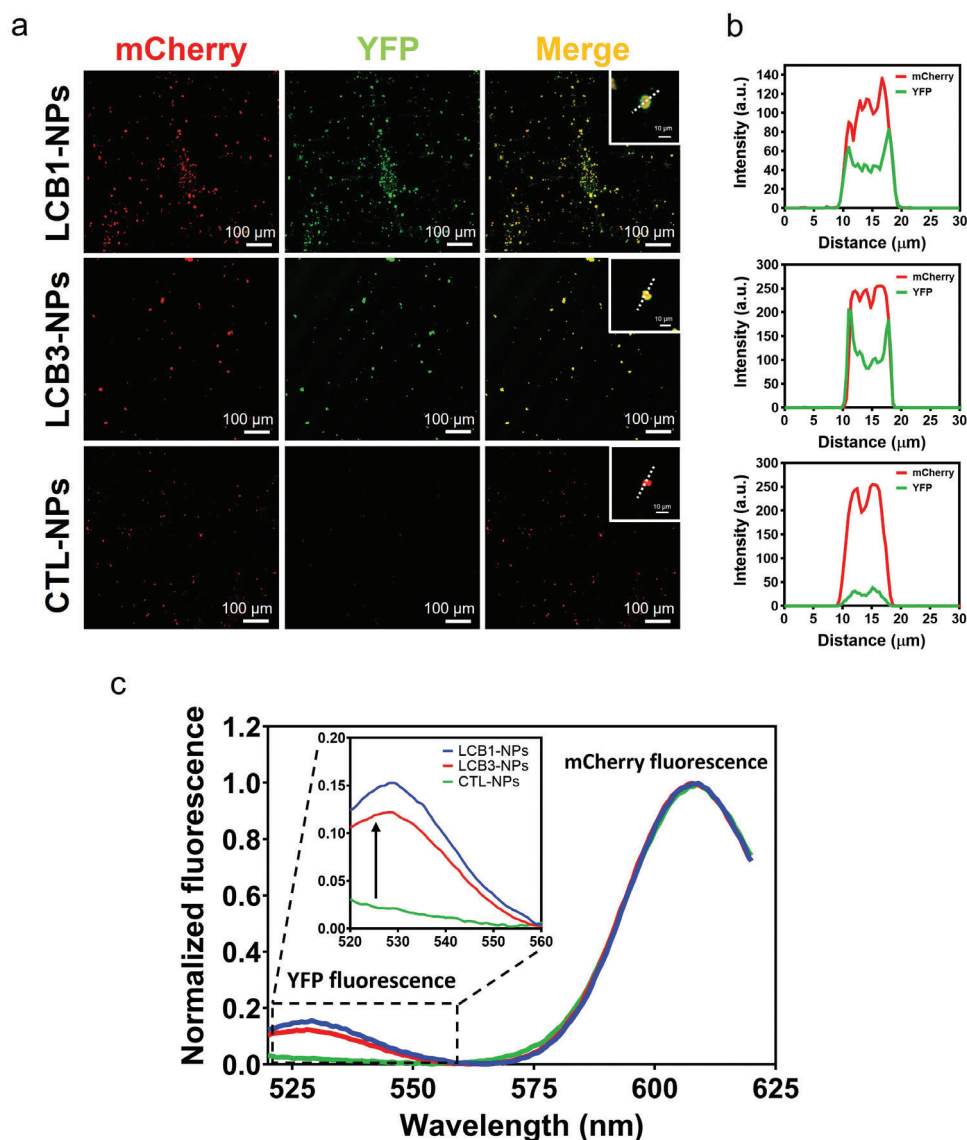 a
mCherry YFP Merge
LCB1-NPs
10 µm
100 µm 100 µm 100 µm
LCB3-NPs
10 µm
100 µm 100 µm 100 µm
CTL-NPs
10 µm
100 µm 100 µm 100 µm
b
Intensity (a.u.)
140
120
100
80
60
40
20
0
mCherry
YFP
0 5 10 15 20 25 30
Distance (µm)
Intensity (a.u.)
300
250
200
150
100
50
0
mCherry
YFP
0 5 10 15 20 25 30
Distance (µm)
Intensity (a.u.)
300
250
200
150
100
50
0
mCherry
YFP
0 5 10 15 20 25 30
Distance (µm)
c
Normalized fluorescence
1.2
1.0
0.8
0.6
0.4
0.2
0.0
0.20
0.15
0.10
0.05
0.00
LCB1-NPs
LCB3-NPs
CTL-NPs
520 530 540 550 560
mCherry fluorescence
YFP fluorescence
525 550 575 600 625
Wavelength (nm)